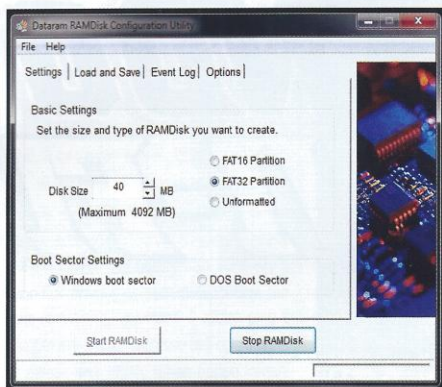 Dataram RAMDisk Configuration Utility
File Help
Settings Load and Save Event Log Options
Basic Settings
Set the size and type of RAMDisk you want to create.
FAT16 Partition
Disk Size 40 MB FAT32 Partition
(Maximum 4092 MB) Unformatted
Boot Sector Settings
Windows boot sector DOS Boot Sector
Start RAMDisk Stop RAMDisk